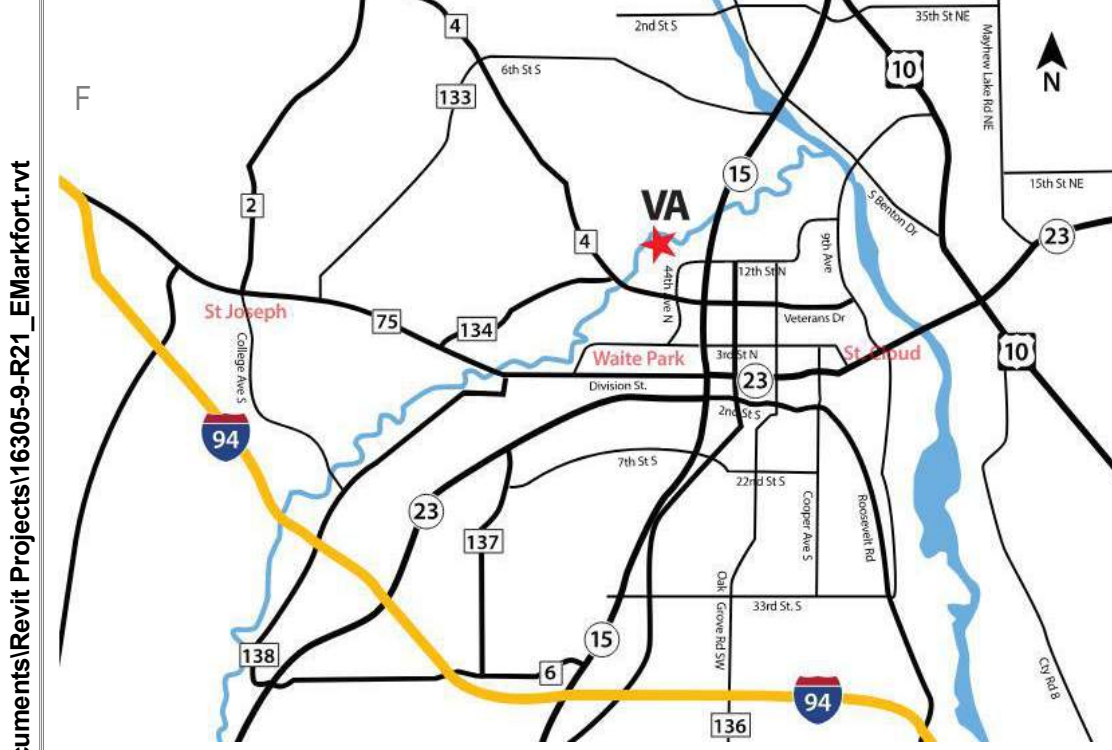 cuments\Revit Projects\16305-9-R21_EMarkfort.rvt
F
4
2nd St S
35th St NE
Mayhew Lake Rd NE
N
10
6th St S
133
15
15th St NE
2
VA
S Benton Dr
4
9th Ave
23
44th Ave N
12th St N
St Joseph
75
134
Veterans Dr
College Ave S
Waite Park
3rd St N
St. Cloud
10
23
Division St.
2nd St S
94
7th St S
22nd St S
23
137
Cooper Ave S
Roosevelt Rd
Oak Grove Rd SW
33rd St. S
15
138
6
Cty Rd 8
94
136